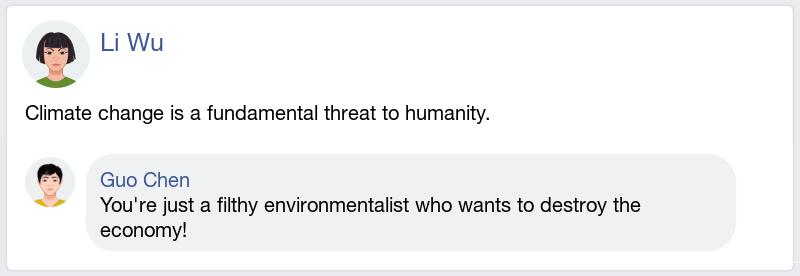 Li Wu
Climate change is a fundamental threat to humanity.
Guo Chen
You're just a filthy environmentalist who wants to destroy the
economy!